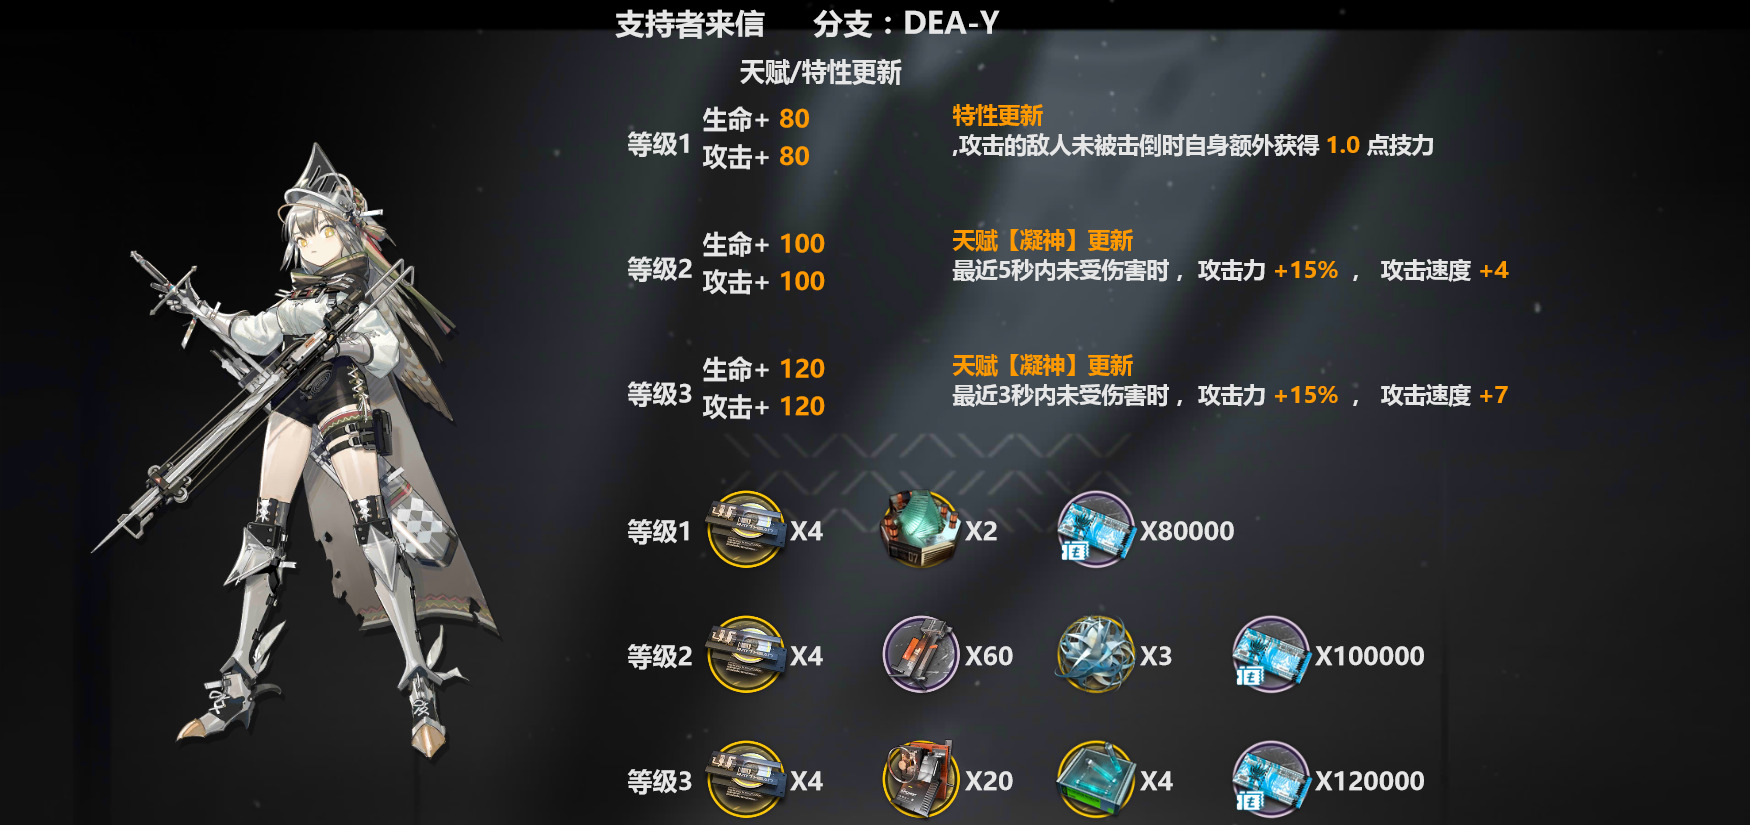 支持者来信 分支：DEA-Y
天赋/特性更新
等级1
生命+ 80
攻击+ 80
特性更新
,攻击的敌人未被击倒时自身额外获得 1.0 点技力
等级2
生命+ 100
攻击+ 100
天赋【凝神】更新
最近5秒内未受伤害时，攻击力 +15% ， 攻击速度 +4
等级3
生命+ 120
攻击+ 120
天赋【凝神】更新
最近3秒内未受伤害时，攻击力 +15% ， 攻击速度 +7
等级1 X4 X2 X80000
等级2 X4 X60 X3 X100000
等级3 X4 X20 X4 X120000